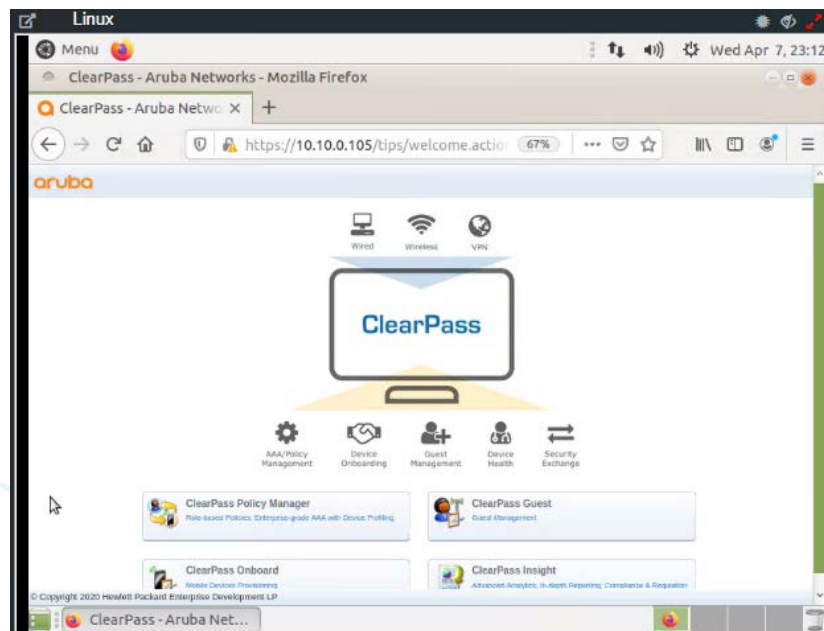 Linux
Menu
Wed Apr 7, 23:12
ClearPass - Aruba Networks - Mozilla Firefox
ClearPass - Aruba Netwo
https://10.10.0.105/tips/welcome.action
67%
aruba
Wired Wireless VPN
ClearPass
AAA/Policy Management
Device Onboarding
Guest Management
Device Health
Security Exchange
ClearPass Policy Manager
Role-based Policies, Enterprise-grade AAA with Device Profiling
ClearPass Guest
Guest Management
ClearPass Onboard
Mobile Devices Provisioning
ClearPass Insight
Advanced Analytics, In-depth Reporting, Compliance & Regulation
© Copyright 2020 Hewlett Packard Enterprise Development LP
ClearPass - Aruba Net...